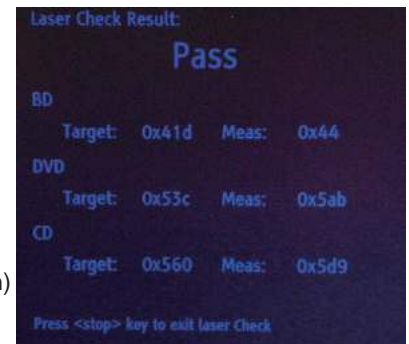 Laser Check Result:
Pass
BD
Target: 0x41d Meas: 0x44
DVD
Target: 0x53c Meas: 0x5ab
CD
Target: 0x560 Meas: 0x5d9
Press <stop> key to exit laser Check